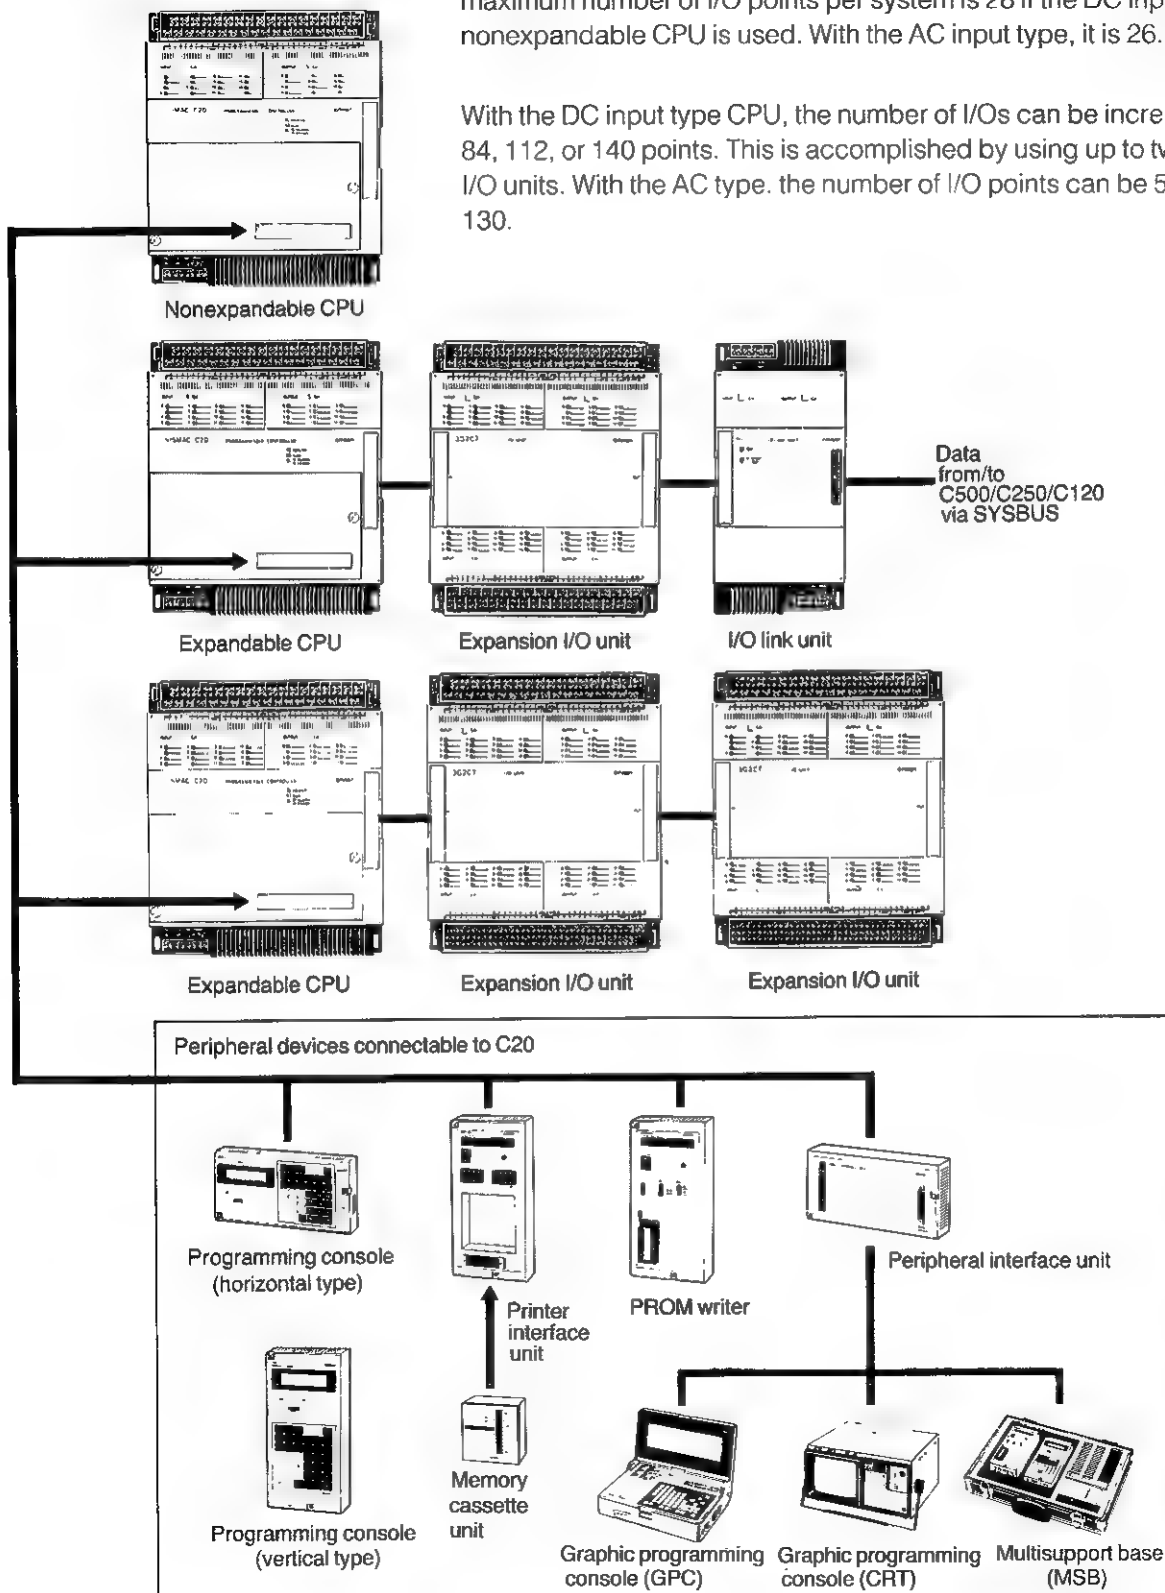 maximum number of I/O points per system is 28 if the DC inp
nonexpandable CPU is used. With the AC input type, it is 26.
With the DC input type CPU, the number of I/Os can be incre
84, 112, or 140 points. This is accomplished by using up to tw
I/O units. With the AC type. the number of I/O points can be 5
130.
Nonexpandable CPU
SYSMAC C20 PROGRAMMABLE CONTROLLER
Data
from/to
C500/C250/C120
via SYSBUS
Expandable CPU
Expansion I/O unit
I/O link unit
Expandable CPU
Expansion I/O unit
Expansion I/O unit
Peripheral devices connectable to C20
Programming console
(horizontal type)
Printer
interface
unit
PROM writer
Peripheral interface unit
Programming console
(vertical type)
Memory
cassette
unit
Graphic programming
console (GPC)
Graphic programming
console (CRT)
Multisupport base
(MSB)